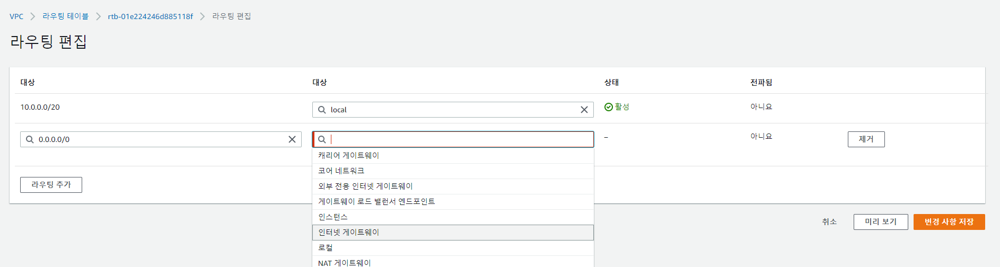 VPC > 라우팅 테이블 > rtb-01e224246d885118f > 라우팅 편집
라우팅 편집
대상 대상 상태 전파됨
10.0.0.0/20 local 활성 아니요
0.0.0.0/0 – 아니요 제거
캐리어 게이트웨이
코어 네트워크
외부 전용 인터넷 게이트웨이
게이트웨이 로드 밸런서 엔드포인트
인스턴스
인터넷 게이트웨이
로컬
NAT 게이트웨이
라우팅 추가
취소 미리 보기 변경 사항 저장